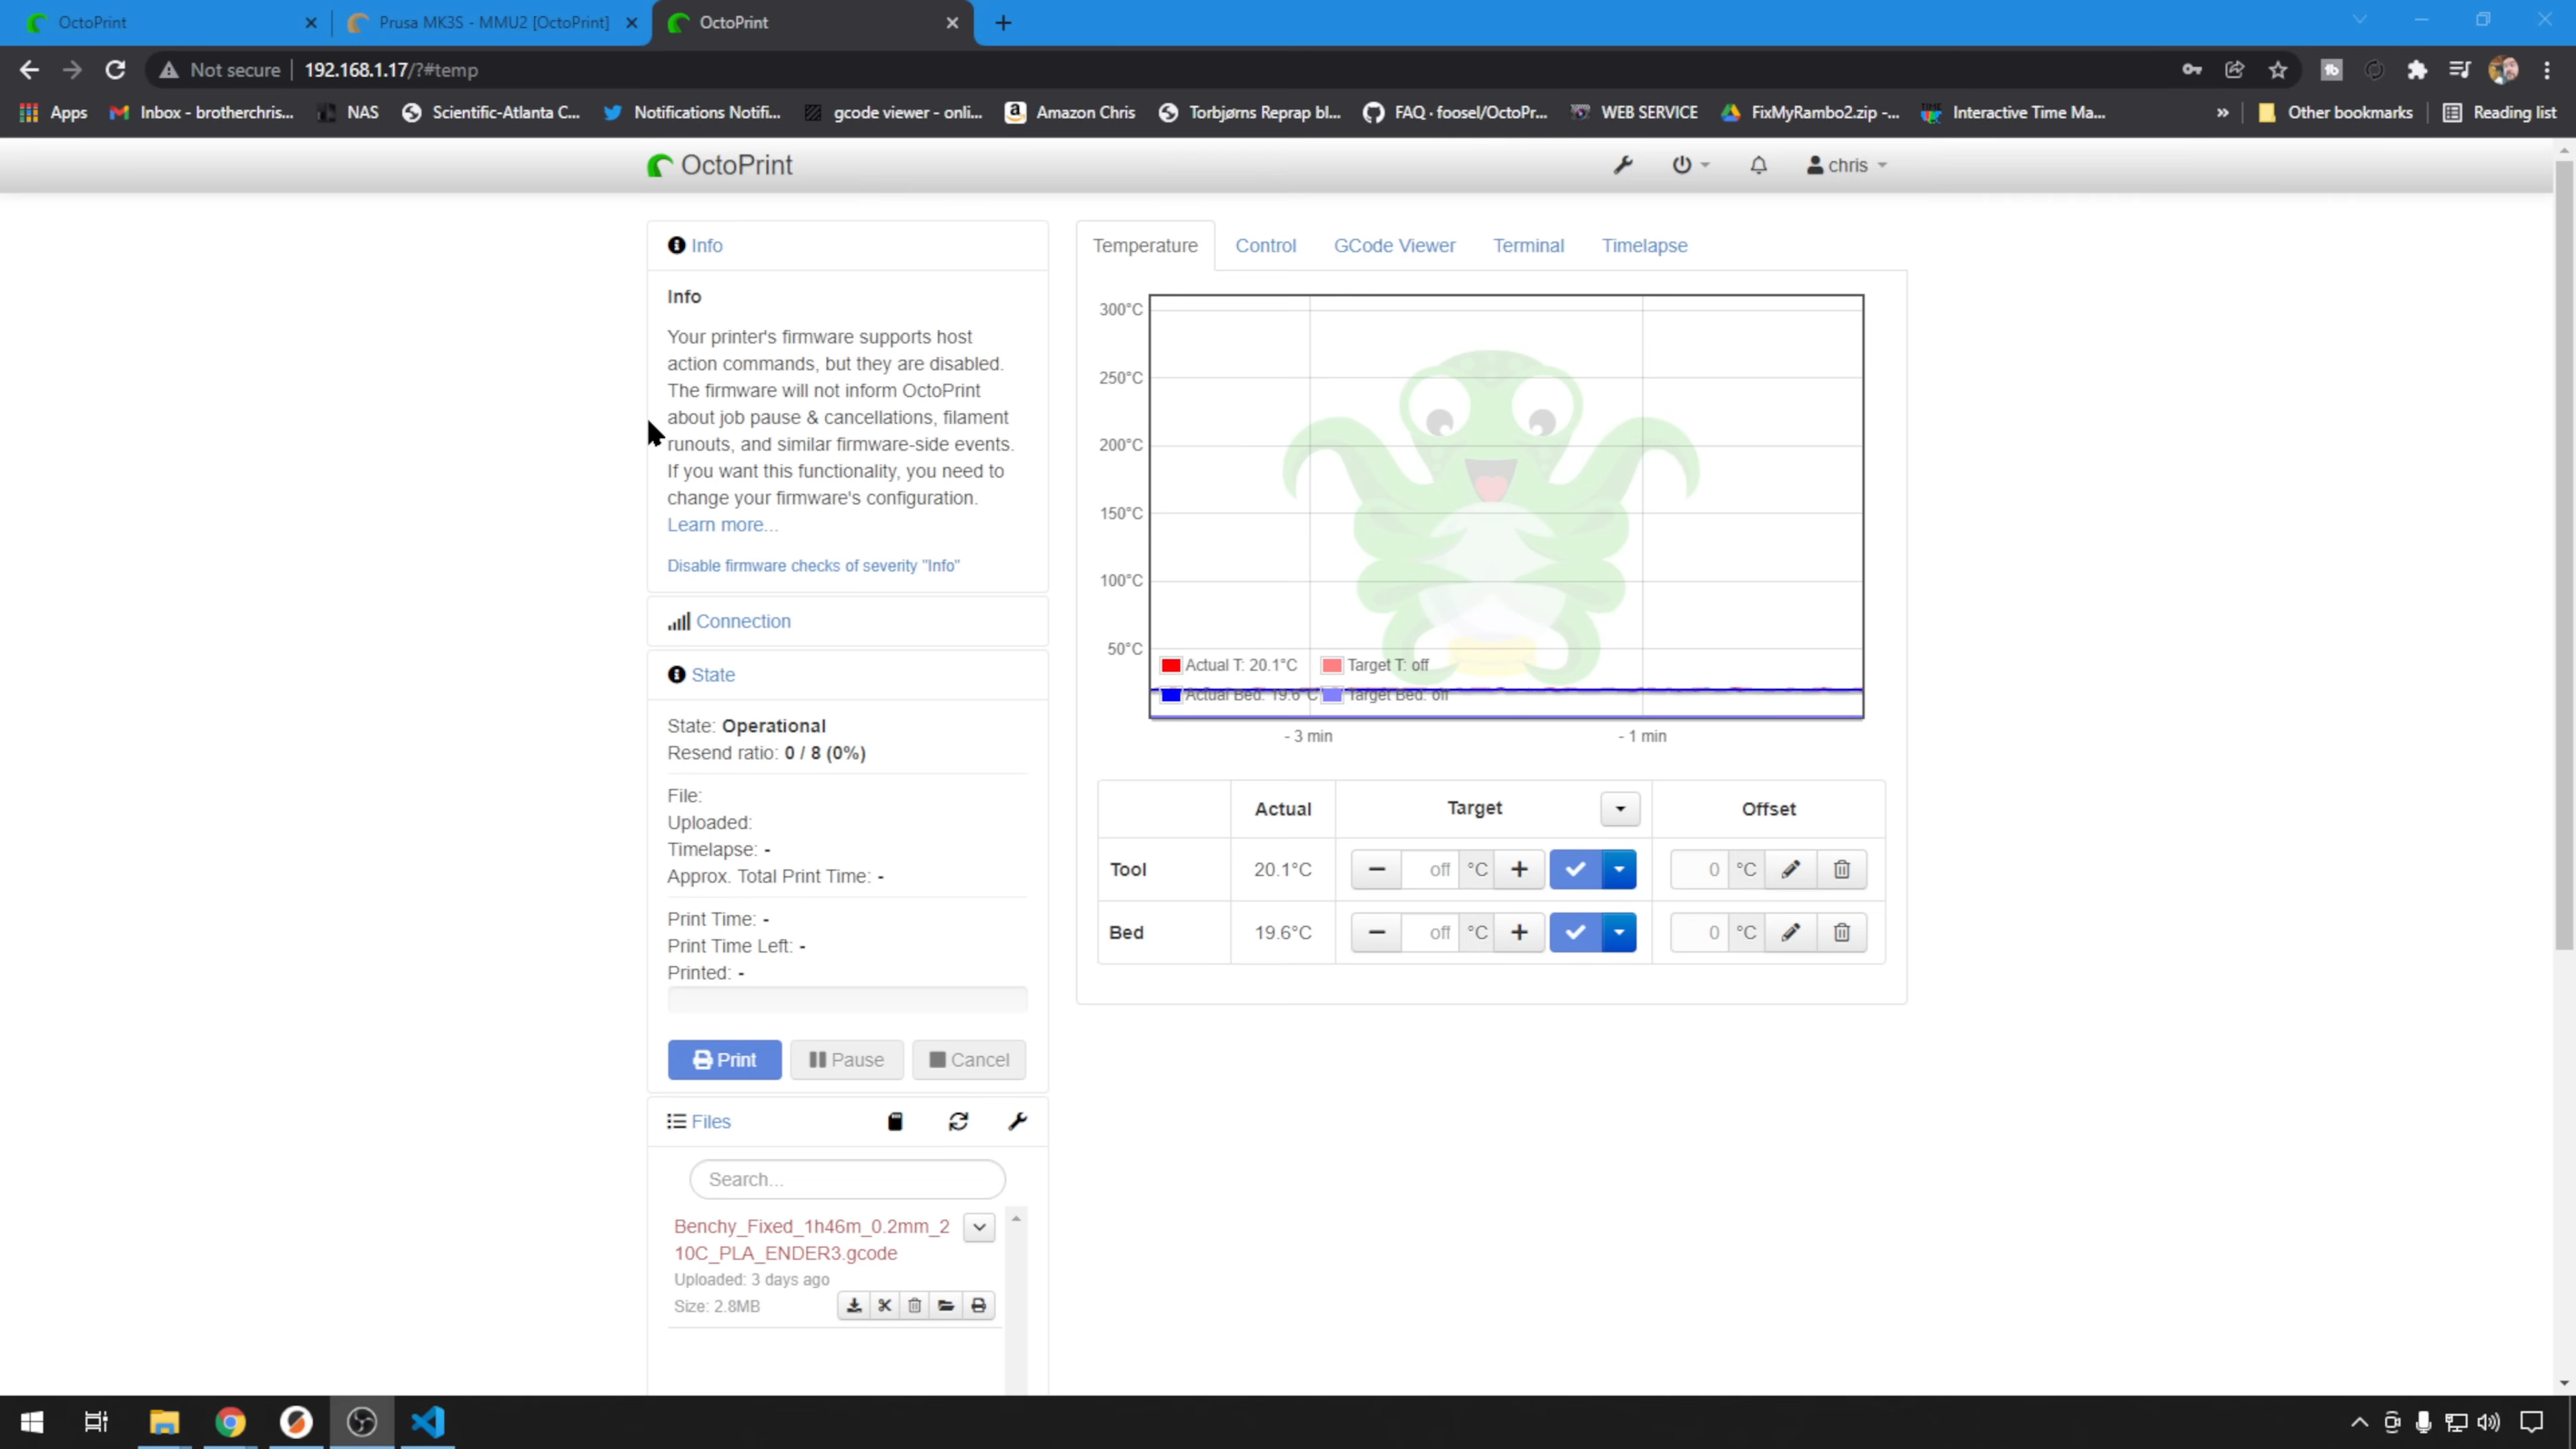 OctoPrint
Prusa MK3S - MMU2 [OctoPrint]
OctoPrint
Not secure
192.168.1.17/?#temp
Apps
Inbox - brotherchris...
NAS
Scientific-Atlanta C...
Notifications Notifi...
gcode viewer - onli...
Amazon Chris
Torbjørns Reprap bl...
FAQ · foosel/OctoPr...
WEB SERVICE
FixMyRambo2.zip -...
Interactive Time Ma...
»
Other bookmarks
Reading list
OctoPrint
chris
Info
Info
Your printer's firmware supports host
action commands, but they are disabled.
The firmware will not inform OctoPrint
about job pause & cancellations, filament
runouts, and similar firmware-side events.
If you want this functionality, you need to
change your firmware's configuration.
Learn more...
Disable firmware checks of severity "Info"
Connection
State
State: Operational
Resend ratio: 0 / 8 (0%)
File:
Uploaded:
Timelapse: -
Approx. Total Print Time: -
Print Time: -
Print Time Left: -
Printed: -
Print
Pause
Cancel
Files
Search...
Benchy_Fixed_1h46m_0.2mm_2
10C_PLA_ENDER3.gcode
Uploaded: 3 days ago
Size: 2.8MB
Temperature
Control
GCode Viewer
Terminal
Timelapse
300°C
250°C
200°C
150°C
100°C
50°C
Actual T: 20.1°C
Target T: off
Actual Bed: 19.6°C
Target Bed: off
- 3 min
- 1 min
Actual
Target
Offset
Tool
20.1°C
off °C
0 °C
Bed
19.6°C
off °C
0 °C